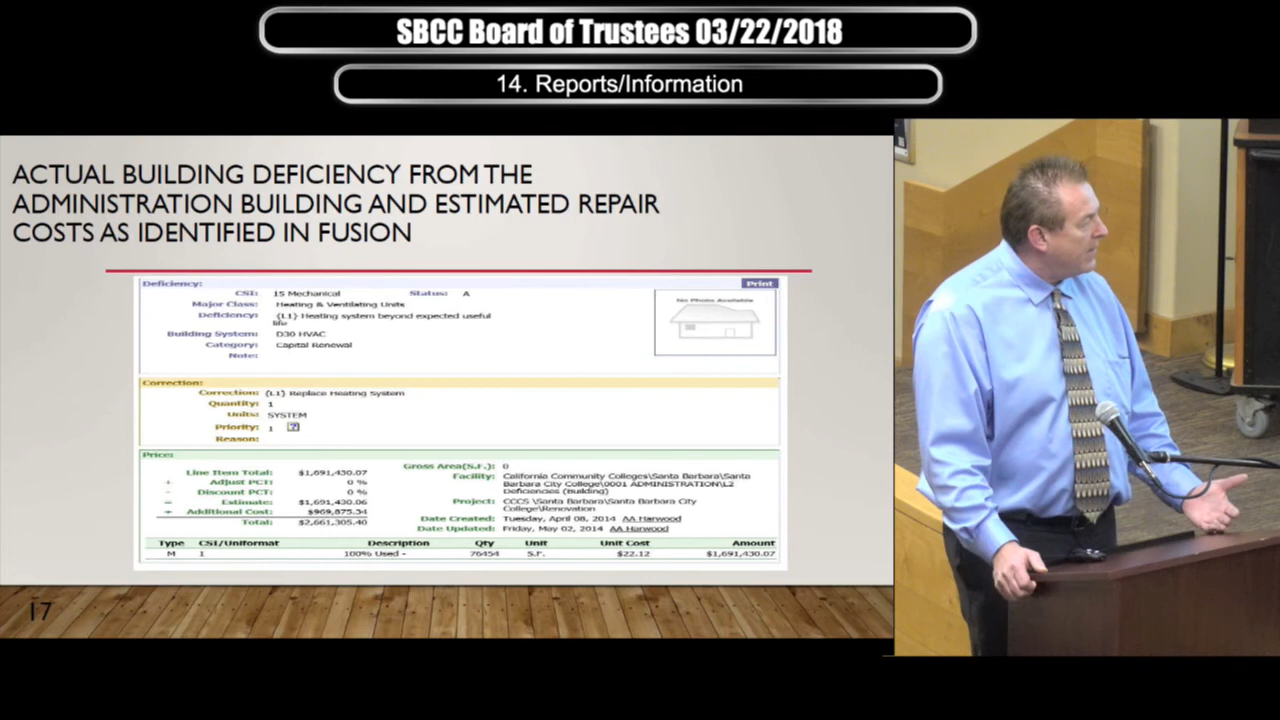 SBCC Board of Trustees 03/22/2018
14. Reports/Information
ACTUAL BUILDING DEFICIENCY FROM THE
ADMINISTRATION BUILDING AND ESTIMATED REPAIR
COSTS AS IDENTIFIED IN FUSION
Deficiency:
Print
CSI: 15 Mechanical Status: A
Major Class: Heating & Ventilating Units
Deficiency: (L1) Heating system beyond expected useful
life
Building System: D30 HVAC
Category: Capital Renewal
Note:
No Photo Available
Correction:
Correction: (L1) Replace Heating System
Quantity: 1
Units: SYSTEM
Priority: 1 ?
Reason:
Price:
Line Item Total: $1,691,430.07
+ Adjust PCT: 0 %
- Discount PCT: 0 %
= Estimate: $1,691,430.06
+ Additional Cost: $969,875.34
Total: $2,661,305.40
Gross Area(S.F.): 0
Facility: California Community Colleges\Santa Barbara\Santa
Barbara City College\0001 ADMINISTRATION\L2
Deficiencies (Building)
Project: CCCS \Santa Barbara\Santa Barbara City
College\Renovation
Date Created: Tuesday, April 08, 2014 AA Harwood
Date Updated: Friday, May 02, 2014 AA Harwood
Type CSI/Uniformat Description Qty Unit Unit Cost Amount
M 1 100% Used - 76454 S.F. $22.12 $1,691,430.07
17